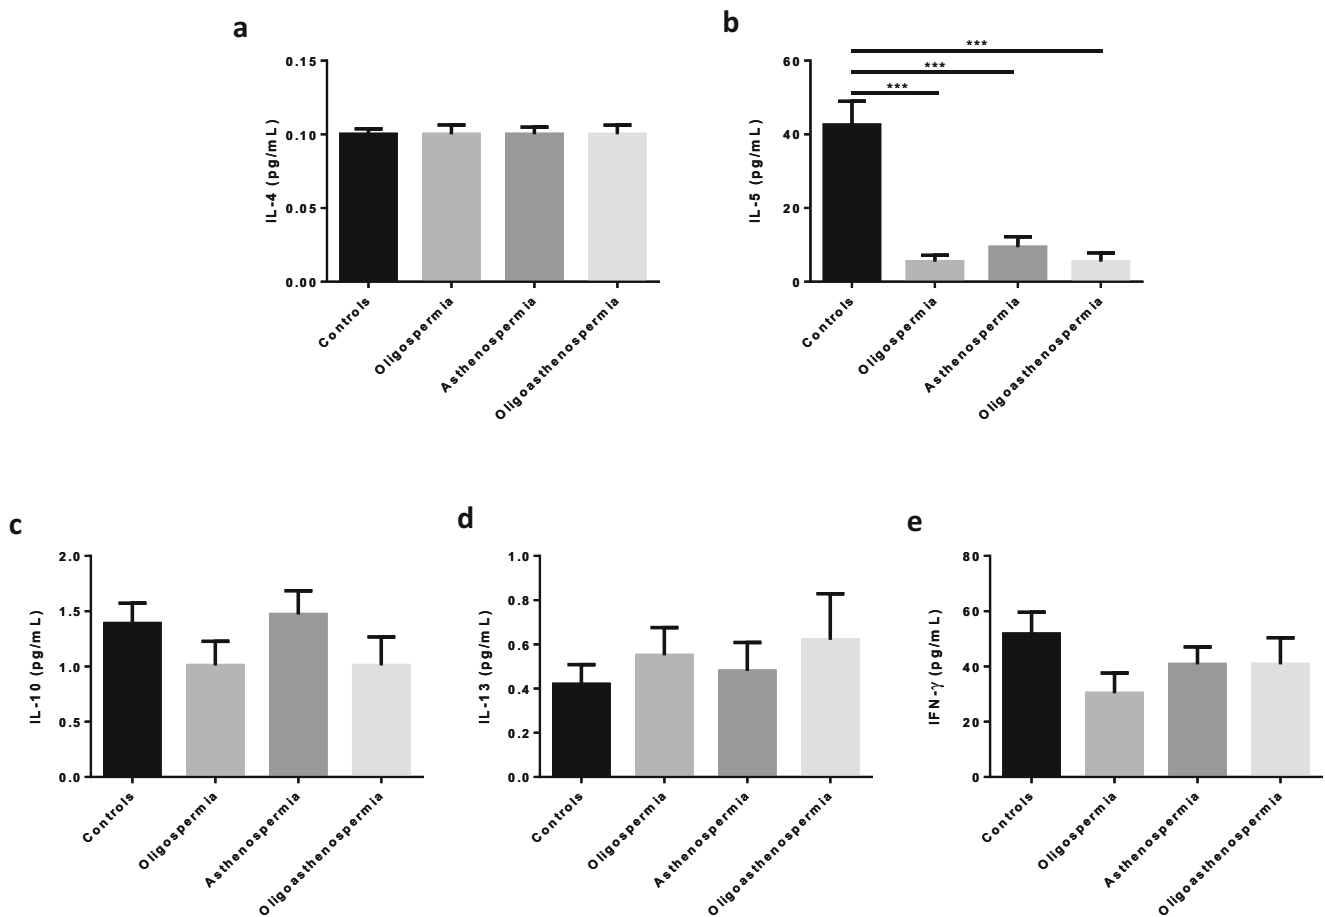 a
IL-4 (pg/mL)
0.15
0.10
0.05
0.00
Controls
Oligospermia
Asthenospermia
Oligoasthenospermia
b
IL-5 (pg/mL)
60
40
20
0
***
***
***
Controls
Oligospermia
Asthenospermia
Oligoasthenospermia
c
IL-10 (pg/mL)
2.0
1.5
1.0
0.5
0.0
Controls
Oligospermia
Asthenospermia
Oligoasthenospermia
d
IL-13 (pg/mL)
1.0
0.8
0.6
0.4
0.2
0.0
Controls
Oligospermia
Asthenospermia
Oligoasthenospermia
e
IFN-γ (pg/mL)
80
60
40
20
0
Controls
Oligospermia
Asthenospermia
Oligoasthenospermia